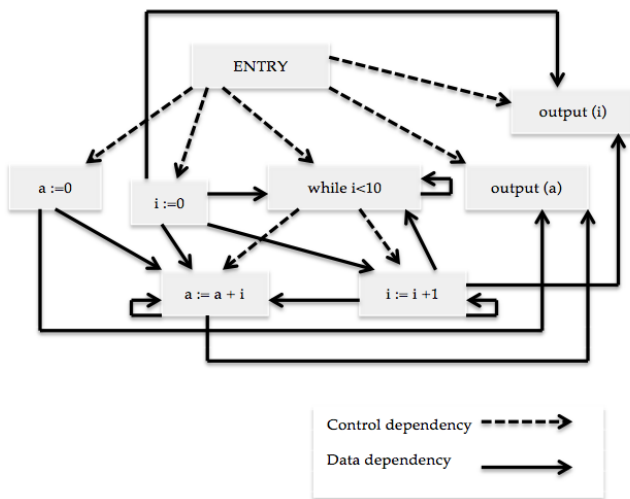 ENTRY
output (i)
a :=0
i :=0
while i<10
output (a)
a := a + i
i := i +1
Control dependency
Data dependency